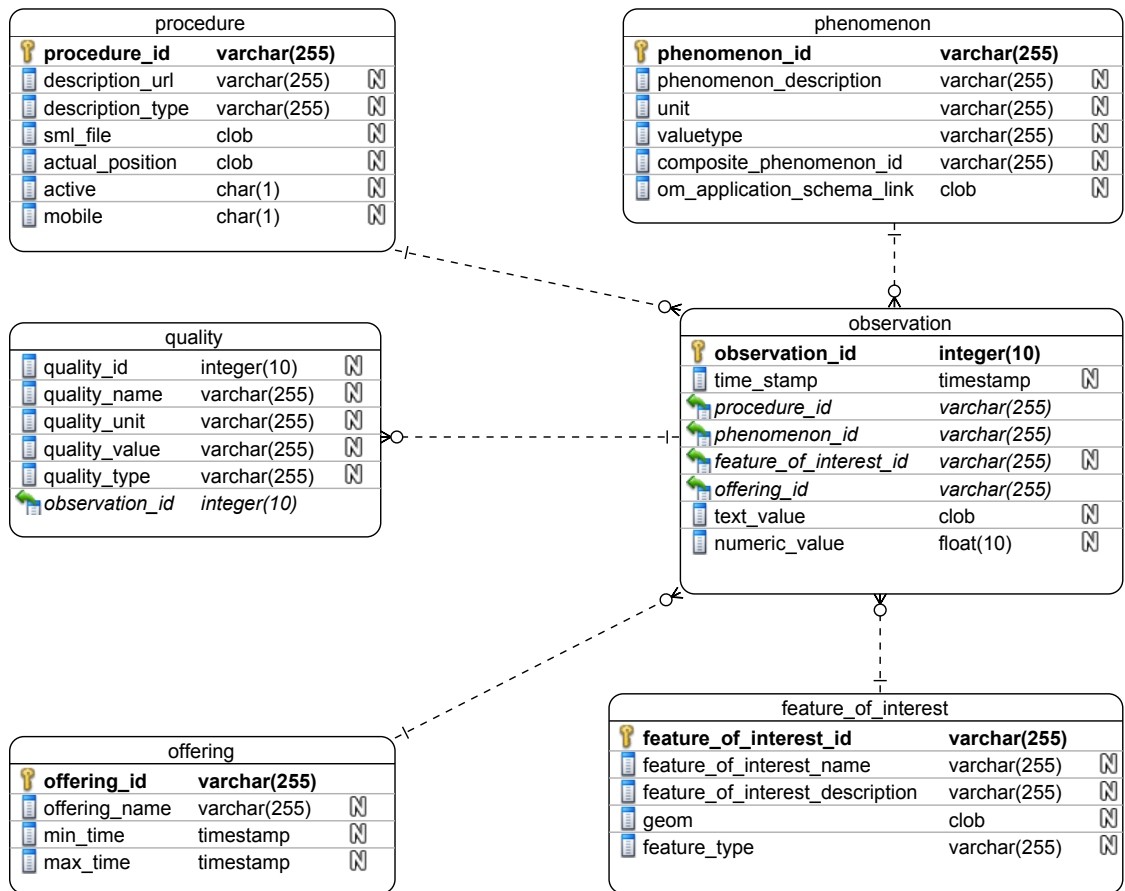 procedure
procedure_id varchar(255)
description_url varchar(255) N
description_type varchar(255) N
sml_file clob N
actual_position clob N
active char(1) N
mobile char(1) N
phenomenon
phenomenon_id varchar(255)
phenomenon_description varchar(255) N
unit varchar(255) N
valuetype varchar(255) N
composite_phenomenon_id varchar(255) N
om_application_schema_link clob N
quality
quality_id integer(10) N
quality_name varchar(255) N
quality_unit varchar(255) N
quality_value varchar(255) N
quality_type varchar(255) N
observation_id integer(10)
observation
observation_id integer(10)
time_stamp timestamp N
procedure_id varchar(255)
phenomenon_id varchar(255)
feature_of_interest_id varchar(255) N
offering_id varchar(255)
text_value clob N
numeric_value float(10) N
offering
offering_id varchar(255)
offering_name varchar(255) N
min_time timestamp N
max_time timestamp N
feature_of_interest
feature_of_interest_id varchar(255)
feature_of_interest_name varchar(255) N
feature_of_interest_description varchar(255) N
geom clob N
feature_type varchar(255) N